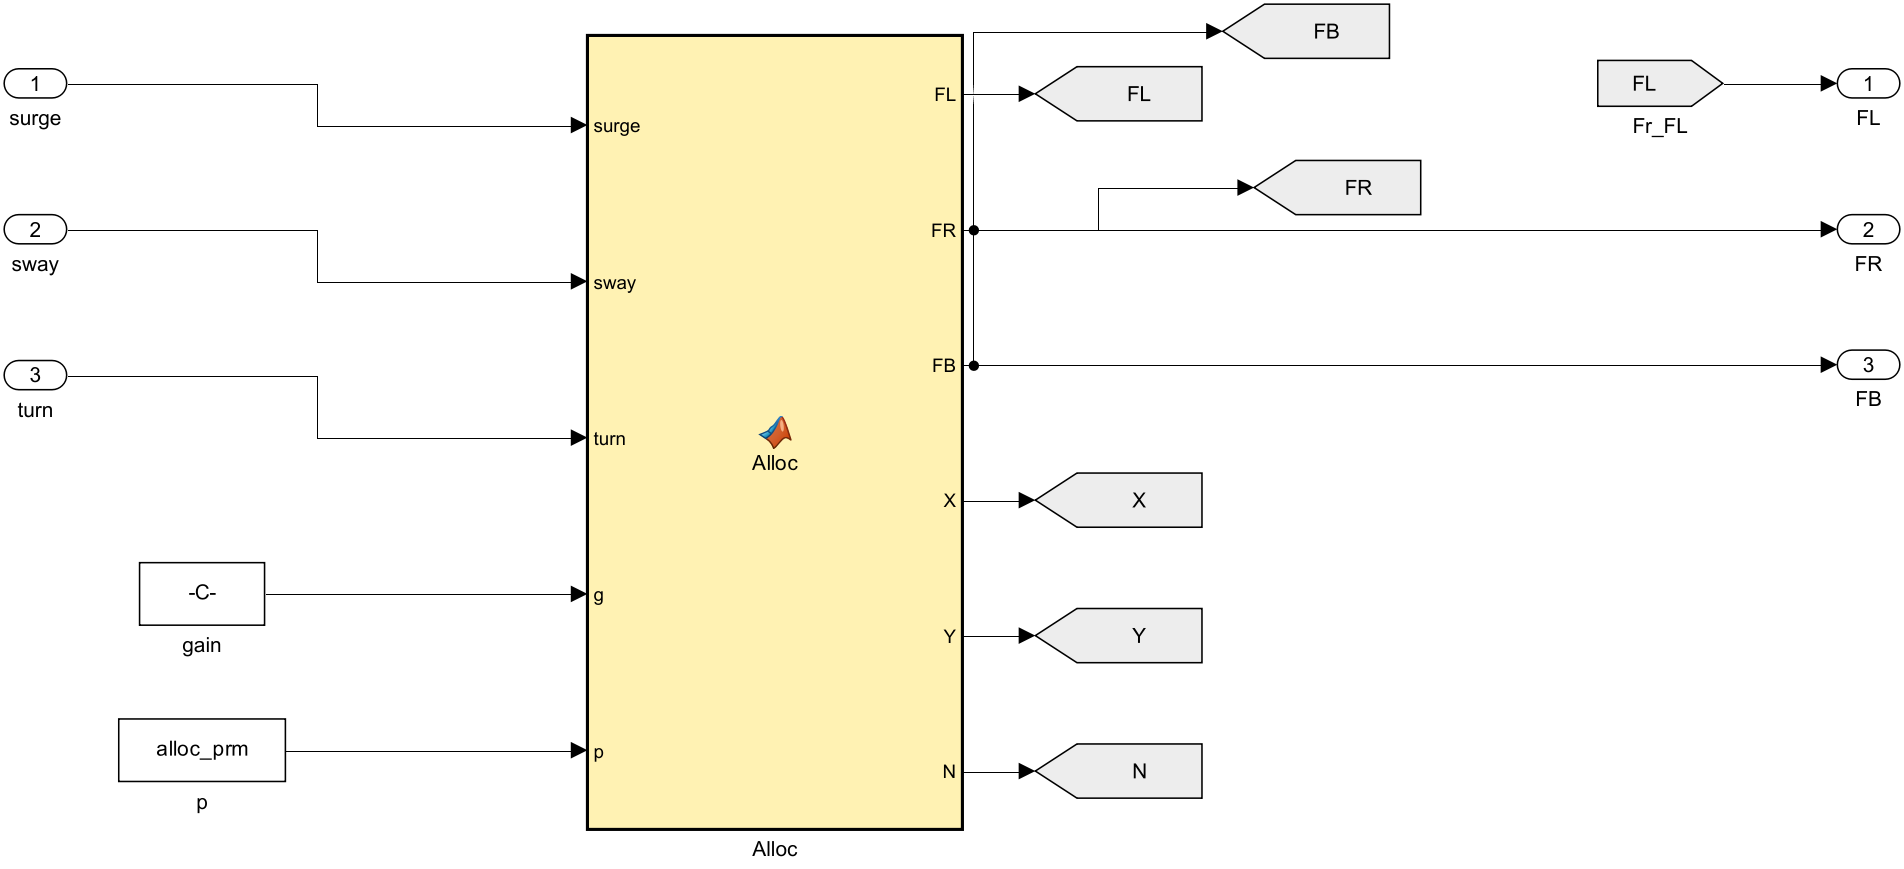 1
surge
2
sway
3
turn
-C-
gain
alloc_prm
p
surge
sway
turn
g
p
Alloc
Alloc
FL
FR
FB
X
Y
N
FB
FL
FR
X
Y
N
FL
Fr_FL
1
FL
2
FR
3
FB